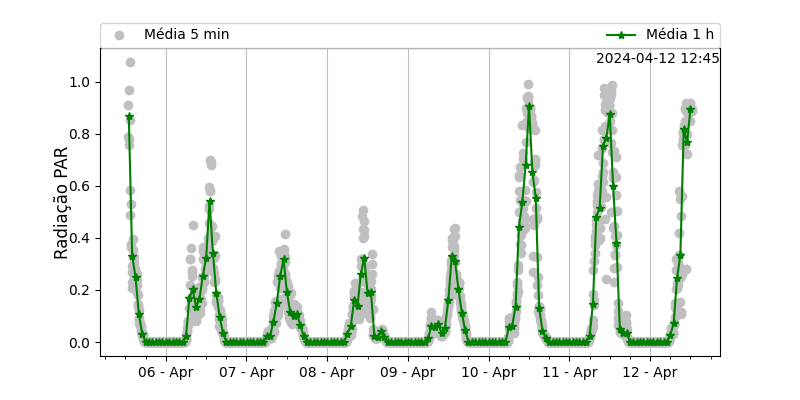 Média 5 min
Média 1 h
2024-04-12 12:45
Radiação PAR
1.0
0.8
0.6
0.4
0.2
0.0
06 - Apr
07 - Apr
08 - Apr
09 - Apr
10 - Apr
11 - Apr
12 - Apr